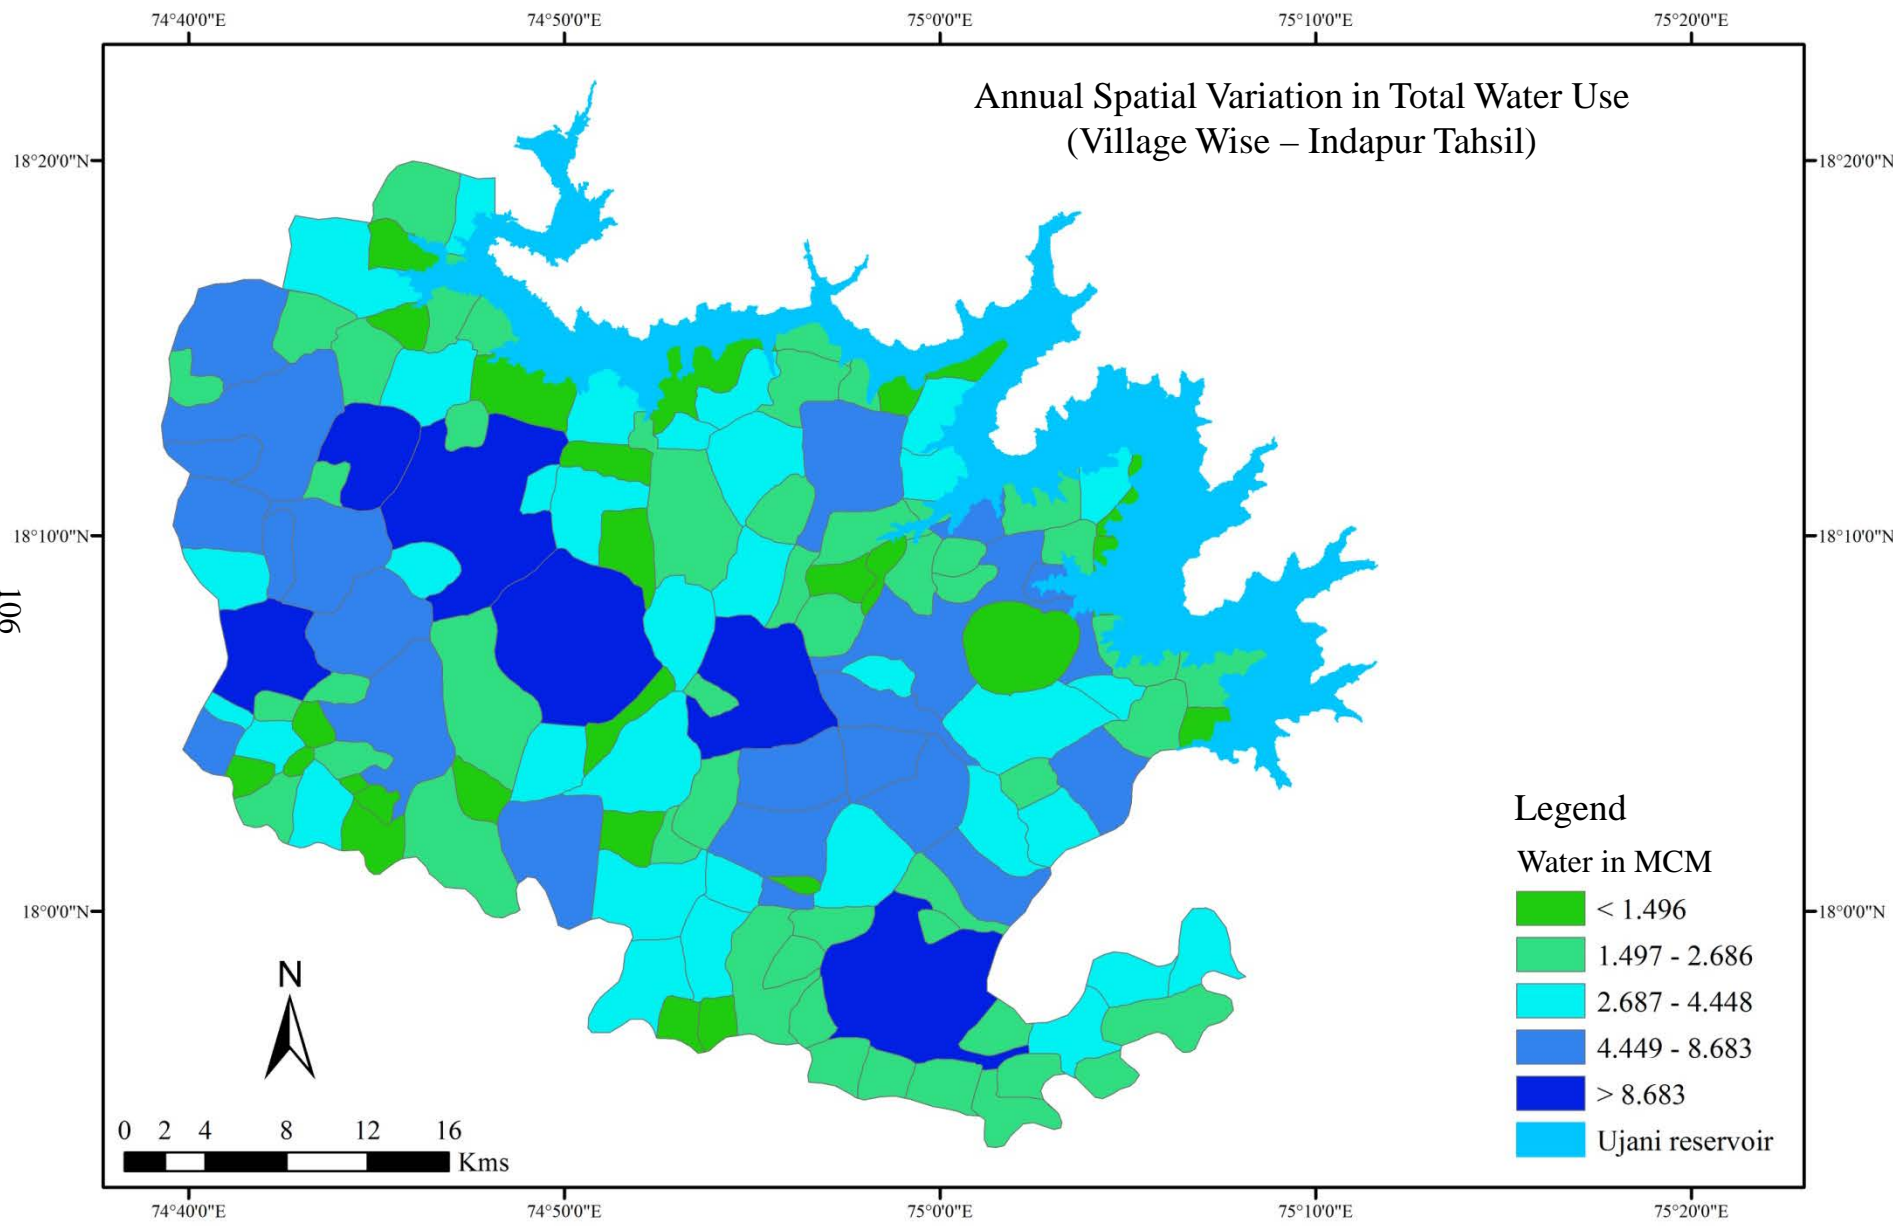 74°40'0"E 74°50'0"E 75°0'0"E 75°10'0"E 75°20'0"E
Annual Spatial Variation in Total Water Use
(Village Wise – Indapur Tahsil)
18°20'0"N 18°20'0"N
18°10'0"N 18°10'0"N
106
Legend
Water in MCM
18°0'0"N 18°0'0"N
< 1.496
1.497 - 2.686
2.687 - 4.448
4.449 - 8.683
> 8.683
Ujani reservoir
N
0 2 4 8 12 16
Kms
74°40'0"E 74°50'0"E 75°0'0"E 75°10'0"E 75°20'0"E